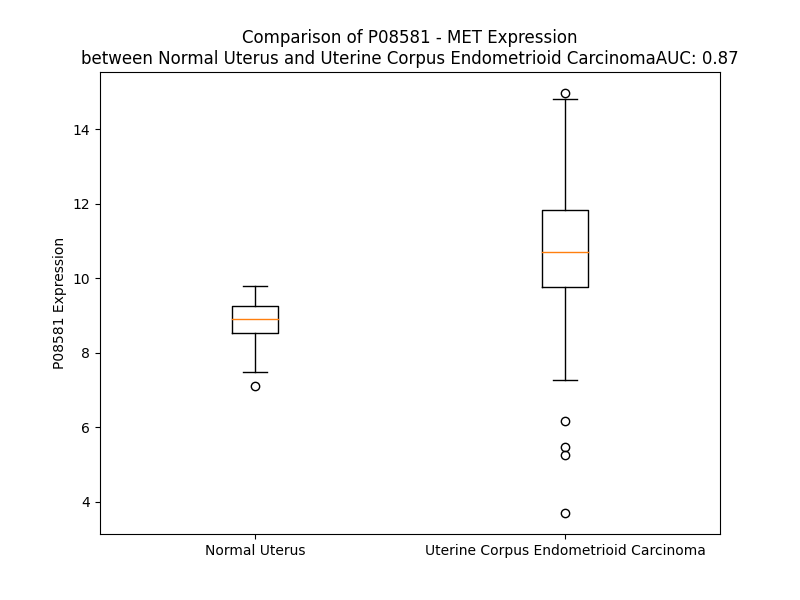 Comparison of P08581 - MET Expression
between Normal Uterus and Uterine Corpus Endometrioid CarcinomaAUC: 0.87
14
12
10
8
6
4
P08581 Expression
Normal Uterus
Uterine Corpus Endometrioid Carcinoma